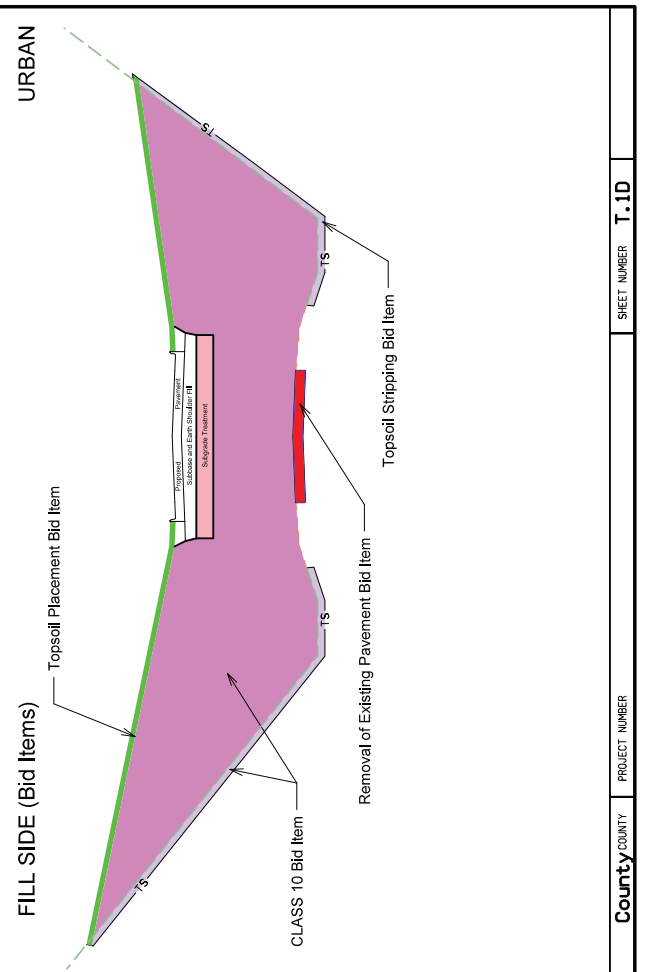 FILL SIDE (Bid Items)
URBAN
Topsoil Placement Bid Item
TS
TS
Proposed Pavement
Subbase and Earth Shoulder Fill
Subgrade Treatment
TS
TS
CLASS 10 Bid Item
Removal of Existing Pavement Bid Item
Topsoil Stripping Bid Item
County COUNTY
PROJECT NUMBER
SHEET NUMBER T.1D